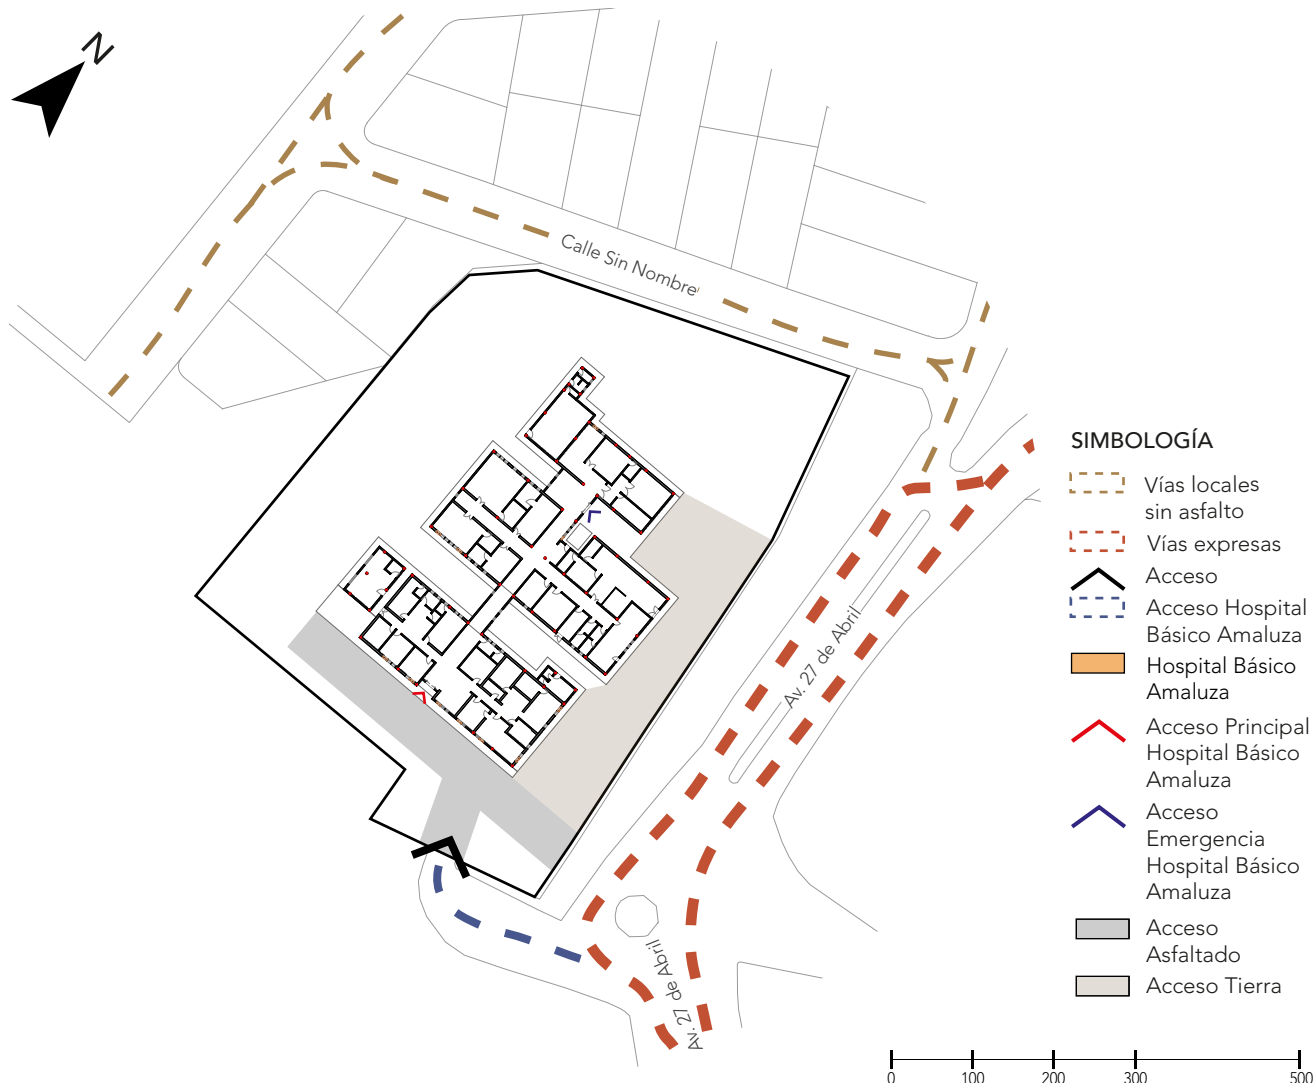 N
Calle Sin Nombre
Av. 27 de Abril
Av. 27 de Abril
SIMBOLOGÍA
Vías locales
sin asfalto
Vías expresas
Acceso
Acceso Hospital
Básico Amaluza
Hospital Básico
Amaluza
Acceso Principal
Hospital Básico
Amaluza
Acceso
Emergencia
Hospital Básico
Amaluza
Acceso
Asfaltado
Acceso Tierra
0 100 200 300 500